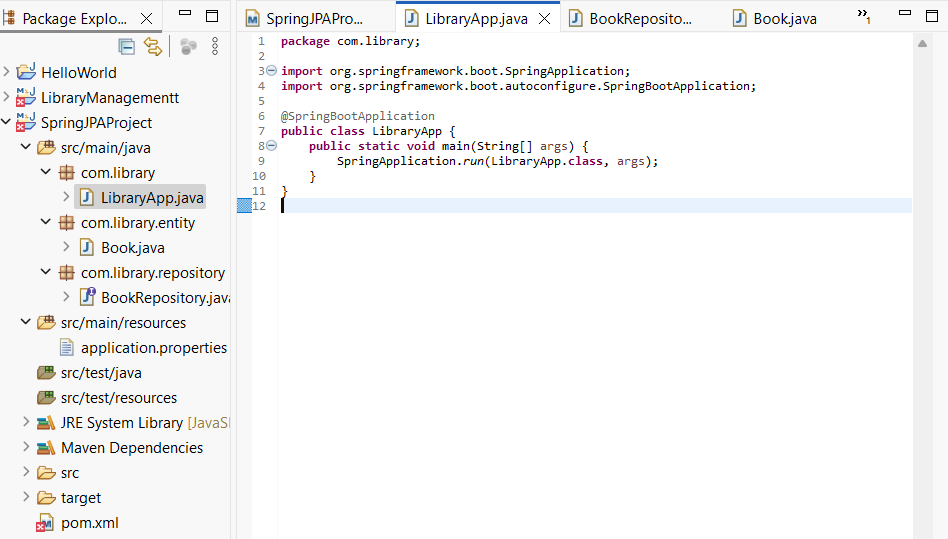 Package Explo...
SpringJPAPro...
LibraryApp.java
BookReposito...
Book.java
»1
HelloWorld
LibraryManagementt
SpringJPAProject
src/main/java
com.library
LibraryApp.java
com.library.entity
Book.java
com.library.repository
BookRepository.java
src/main/resources
application.properties
src/test/java
src/test/resources
JRE System Library [JavaS
Maven Dependencies
src
target
pom.xml
1 package com.library;
2
3 import org.springframework.boot.SpringApplication;
4 import org.springframework.boot.autoconfigure.SpringBootApplication;
5
6 @SpringBootApplication
7 public class LibraryApp {
8 public static void main(String[] args) {
9 SpringApplication.run(LibraryApp.class, args);
10 }
11 }
12